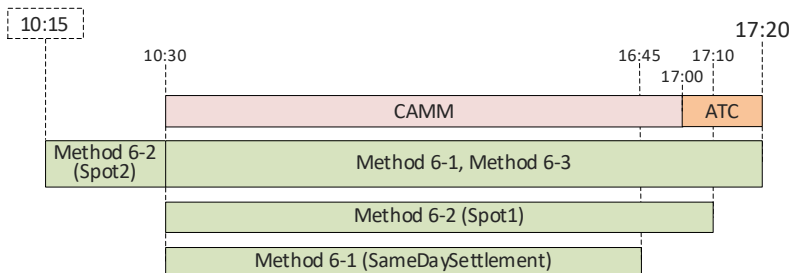 10:15
17:20
10:30
16:45
17:10
17:00
CAMM
ATC
Method 6-2
(Spot2)
Method 6-1, Method 6-3
Method 6-2 (Spot1)
Method 6-1 (SameDaySettlement)